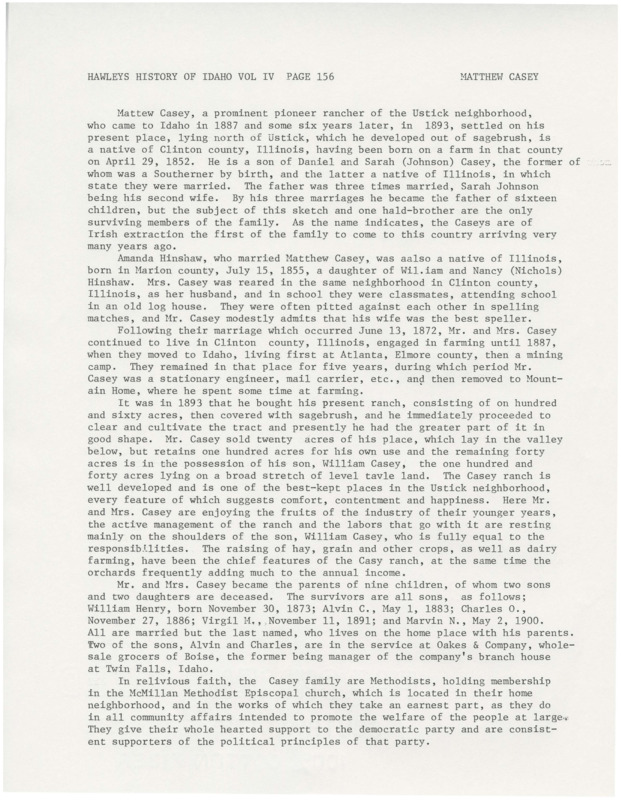 HAWLEYS HISTORY OF IDAHO VOL IV PAGE 156 MATTHEW CASEY
Mattew Casey, a prominent pioneer rancher of the Ustick neighborhood,
who came to Idaho in 1887 and some six years later, in 1893, settled on his
present place, lying north of Ustick, which he developed out of sagebrush, is
a native of Clinton county, Illinois, having been born on a farm in that county
on April 29, 1852. He is a son of Daniel and Sarah (Johnson) Casey, the former of
whom was a Southerner by birth, and the latter a native of Illinois, in which
state they were married. The father was three times married, Sarah Johnson
being his second wife. By his three marriages he became the father of sixteen
children, but the subject of this sketch and one hald-brother are the only
surviving members of the family. As the name indicates, the Caseys are of
Irish extraction the first of the family to come to this country arriving very
many years ago.
Amanda Hinshaw, who married Matthew Casey, was aalso a native of Illinois,
born in Marion county, July 15, 1855, a daughter of Wil.iam and Nancy (Nichols)
Hinshaw. Mrs. Casey was reared in the same neighborhood in Clinton county,
Illinois, as her husband, and in school they were classmates, attending school
in an old log house. They were often pitted against each other in spelling
matches, and Mr. Casey modestly admits that his wife was the best speller.
Following their marriage which occurred June 13, 1872, Mr. and Mrs. Casey
continued to live in Clinton county, Illinois, engaged in farming until 1887,
when they moved to Idaho, living first at Atlanta, Elmore county, then a mining
camp. They remained in that place for five years, during which period Mr.
Casey was a stationary engineer, mail carrier, etc., and then removed to Mount-
ain Home, where he spent some time at farming.
It was in 1893 that he bought his present ranch, consisting of on hundred
and sixty acres, then covered with sagebrush, and he immediately proceeded to
clear and cultivate the tract and presently he had the greater part of it in
good shape. Mr. Casey sold twenty acres of his place, which lay in the valley
below, but retains one hundred acres for his own use and the remaining forty
acres is in the possession of his son, William Casey, the one hundred and
forty acres lying on a broad stretch of level tavle land. The Casey ranch is
well developed and is one of the best-kept places in the Ustick neighborhood,
every feature of which suggests comfort, contentment and happiness. Here Mr.
and Mrs. Casey are enjoying the fruits of the industry of their younger years,
the active management of the ranch and the labors that go with it are resting
mainly on the shoulders of the son, William Casey, who is fully equal to the
responsibilities. The raising of hay, grain and other crops, as well as dairy
farming, have been the chief features of the Casy ranch, at the same time the
orchards frequently adding much to the annual income.
Mr. and Mrs. Casey became the parents of nine children, of whom two sons
and two daughters are deceased. The survivors are all sons, as follows;
William Henry, born November 30, 1873; Alvin C., May 1, 1883; Charles O.,
November 27, 1886; Virgil M., November 11, 1891; and Marvin N., May 2, 1900.
All are married but the last named, who lives on the home place with his parents.
Two of the sons, Alvin and Charles, are in the service at Oakes & Company, whole-
sale grocers of Boise, the former being manager of the company's branch house
at Twin Falls, Idaho.
In relivious faith, the Casey family are Methodists, holding membership
in the McMillan Methodist Episcopal church, which is located in their home
neighborhood, and in the works of which they take an earnest part, as they do
in all community affairs intended to promote the welfare of the people at large.
They give their whole hearted support to the democratic party and are consist-
ent supporters of the political principles of that party.